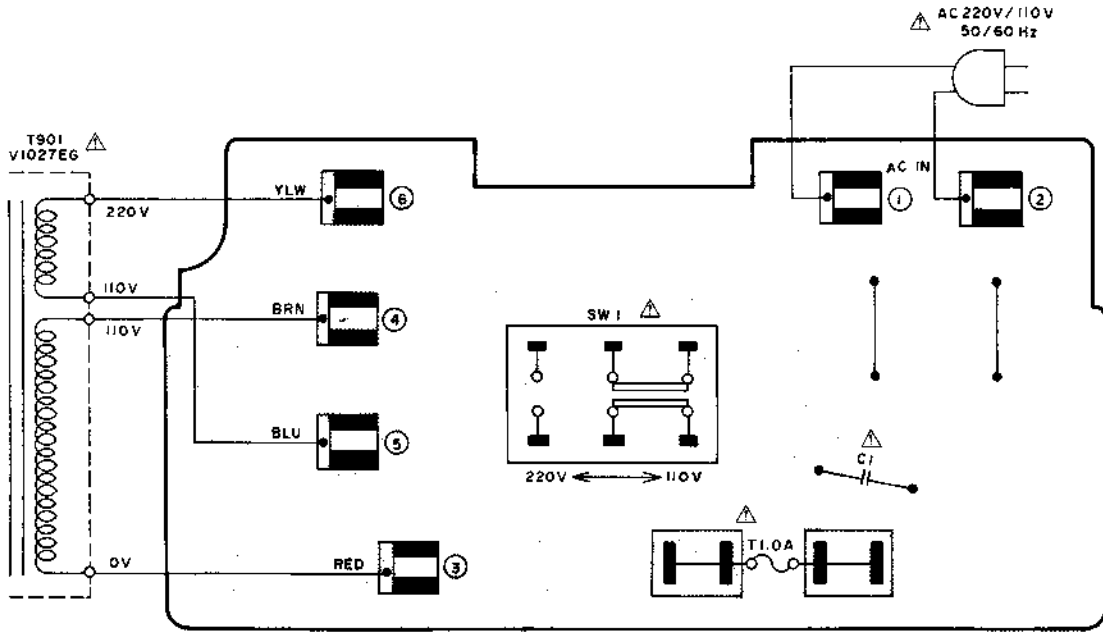 AC 220V/110V
50/60 Hz
T901
V1027EG
AC IN
YLW
220V
6
1
2
110V
BRN
110V
4
SW1
BLU
5
C1
220V
110V
T1.0A
0V
RED
3